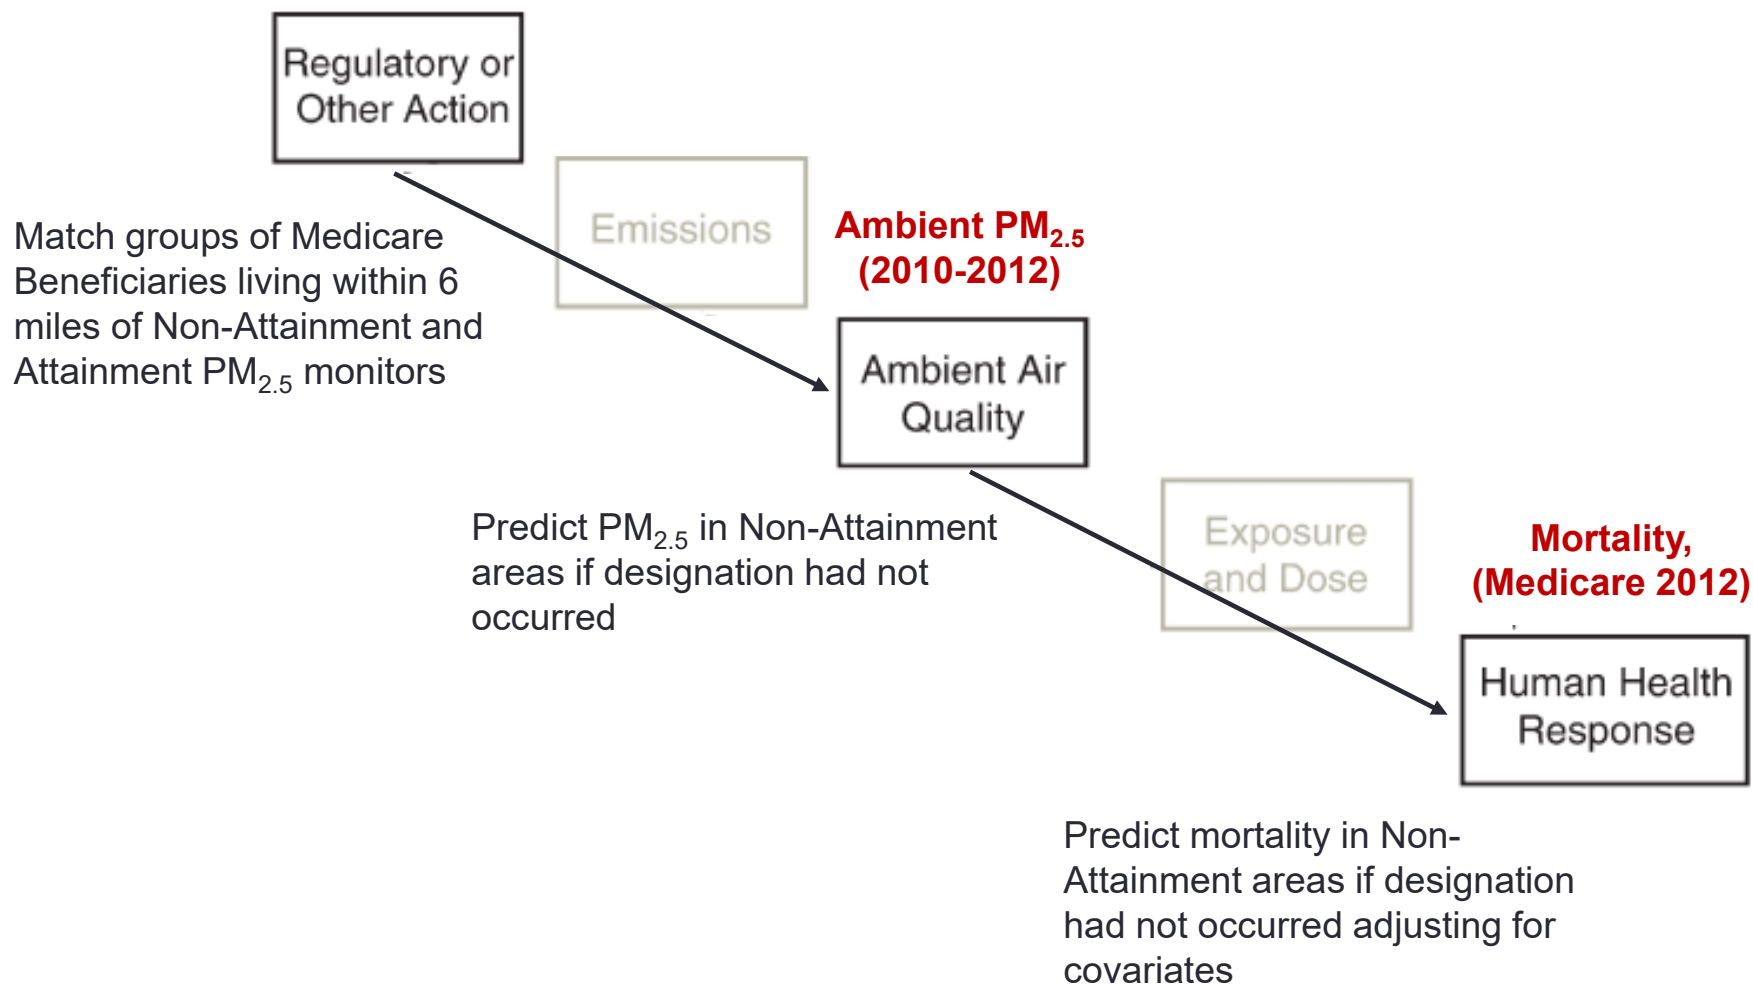 Regulatory or
Other Action
Emissions
Ambient PM2.5
(2010-2012)
Match groups of Medicare
Beneficiaries living within 6
miles of Non-Attainment and
Attainment PM2.5 monitors
Ambient Air
Quality
Predict PM2.5 in Non-Attainment
areas if designation had not
occurred
Exposure
and Dose
Mortality,
(Medicare 2012)
Human Health
Response
Predict mortality in Non-
Attainment areas if designation
had not occurred adjusting for
covariates